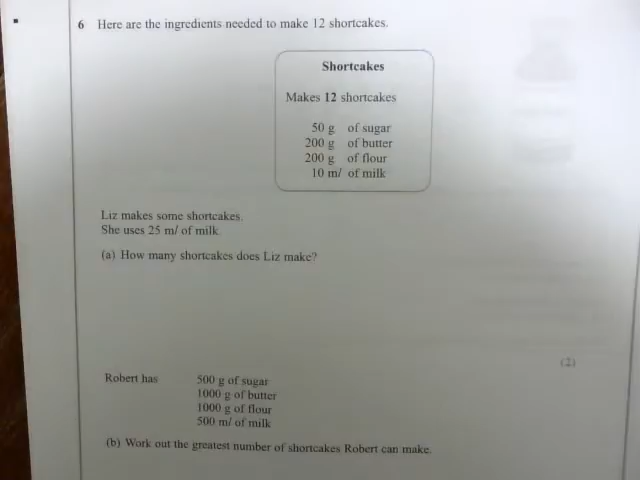 6 Here are the ingredients needed to make 12 shortcakes.
Shortcakes
Makes 12 shortcakes
50 g of sugar
200 g of butter
200 g of flour
10 ml of milk
Liz makes some shortcakes.
She uses 25 ml of milk.
(a) How many shortcakes does Liz make?
(2)
Robert has 500 g of sugar
1000 g of butter
1000 g of flour
500 ml of milk
(b) Work out the greatest number of shortcakes Robert can make.